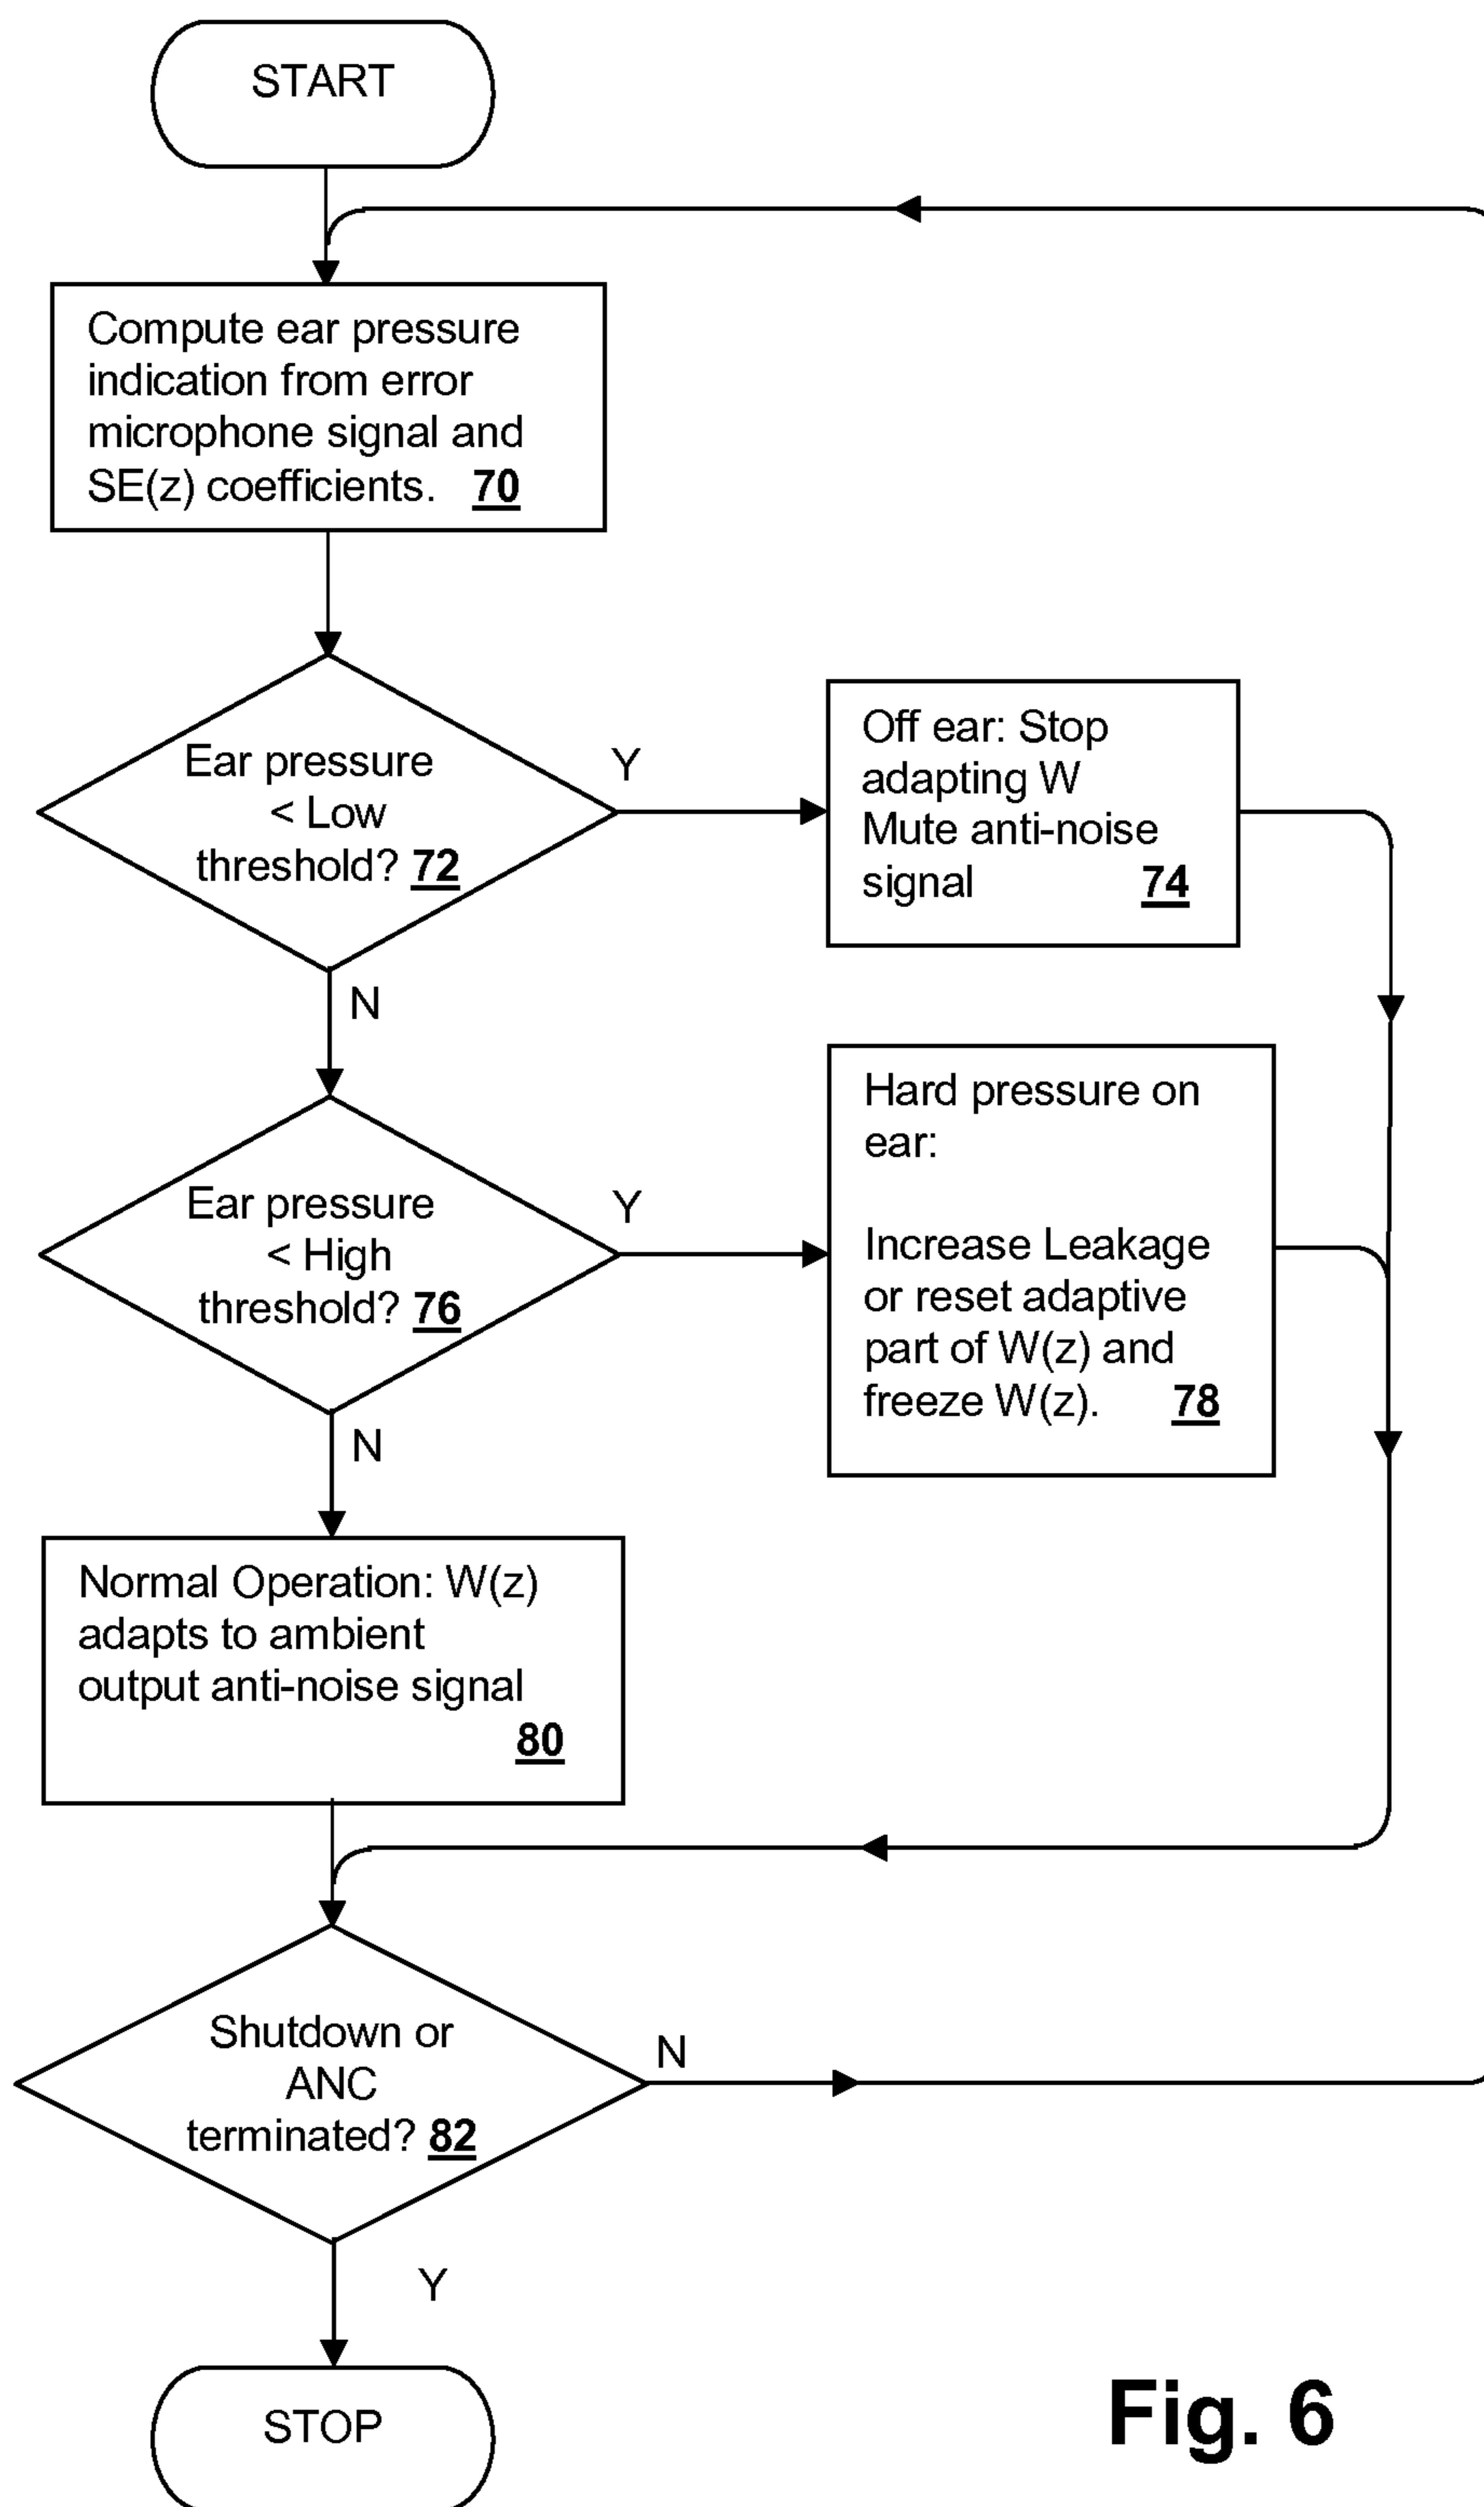 START
Compute ear pressure
indication from error
microphone signal and
SE(z) coefficients. 70
Ear pressure
< Low
threshold? 72
Y
Off ear: Stop
adapting W
Mute anti-noise
signal 74
N
Ear pressure
< High
threshold? 76
Y
Hard pressure on
ear:
Increase Leakage
or reset adaptive
part of W(z) and
freeze W(z). 78
N
Normal Operation: W(z)
adapts to ambient
output anti-noise signal
80
Shutdown or
ANC
terminated? 82
N
Y
STOP
Fig. 6